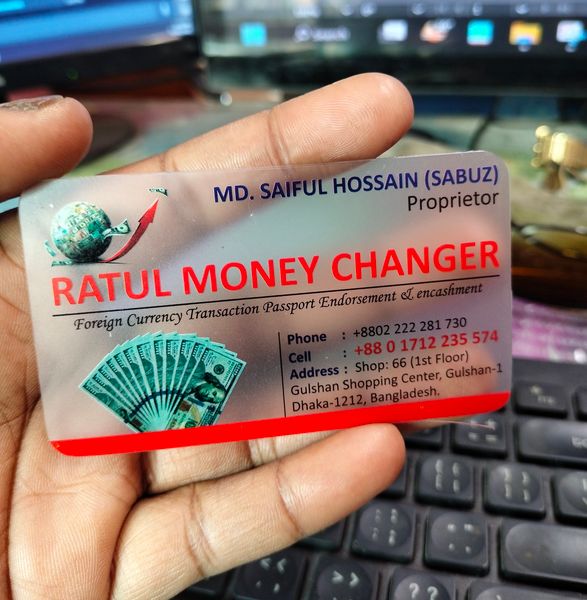 MD. SAIFUL HOSSAIN (SABUZ)
Proprietor
RATUL MONEY CHANGER
Foreign Currency Transaction Passport Endorsement & encashment
Phone : +8802 222 281 730
Cell : +88 0 1712 235 574
Address : Shop: 66 (1st Floor)
Gulshan Shopping Center, Gulshan-1
Dhaka-1212, Bangladesh.